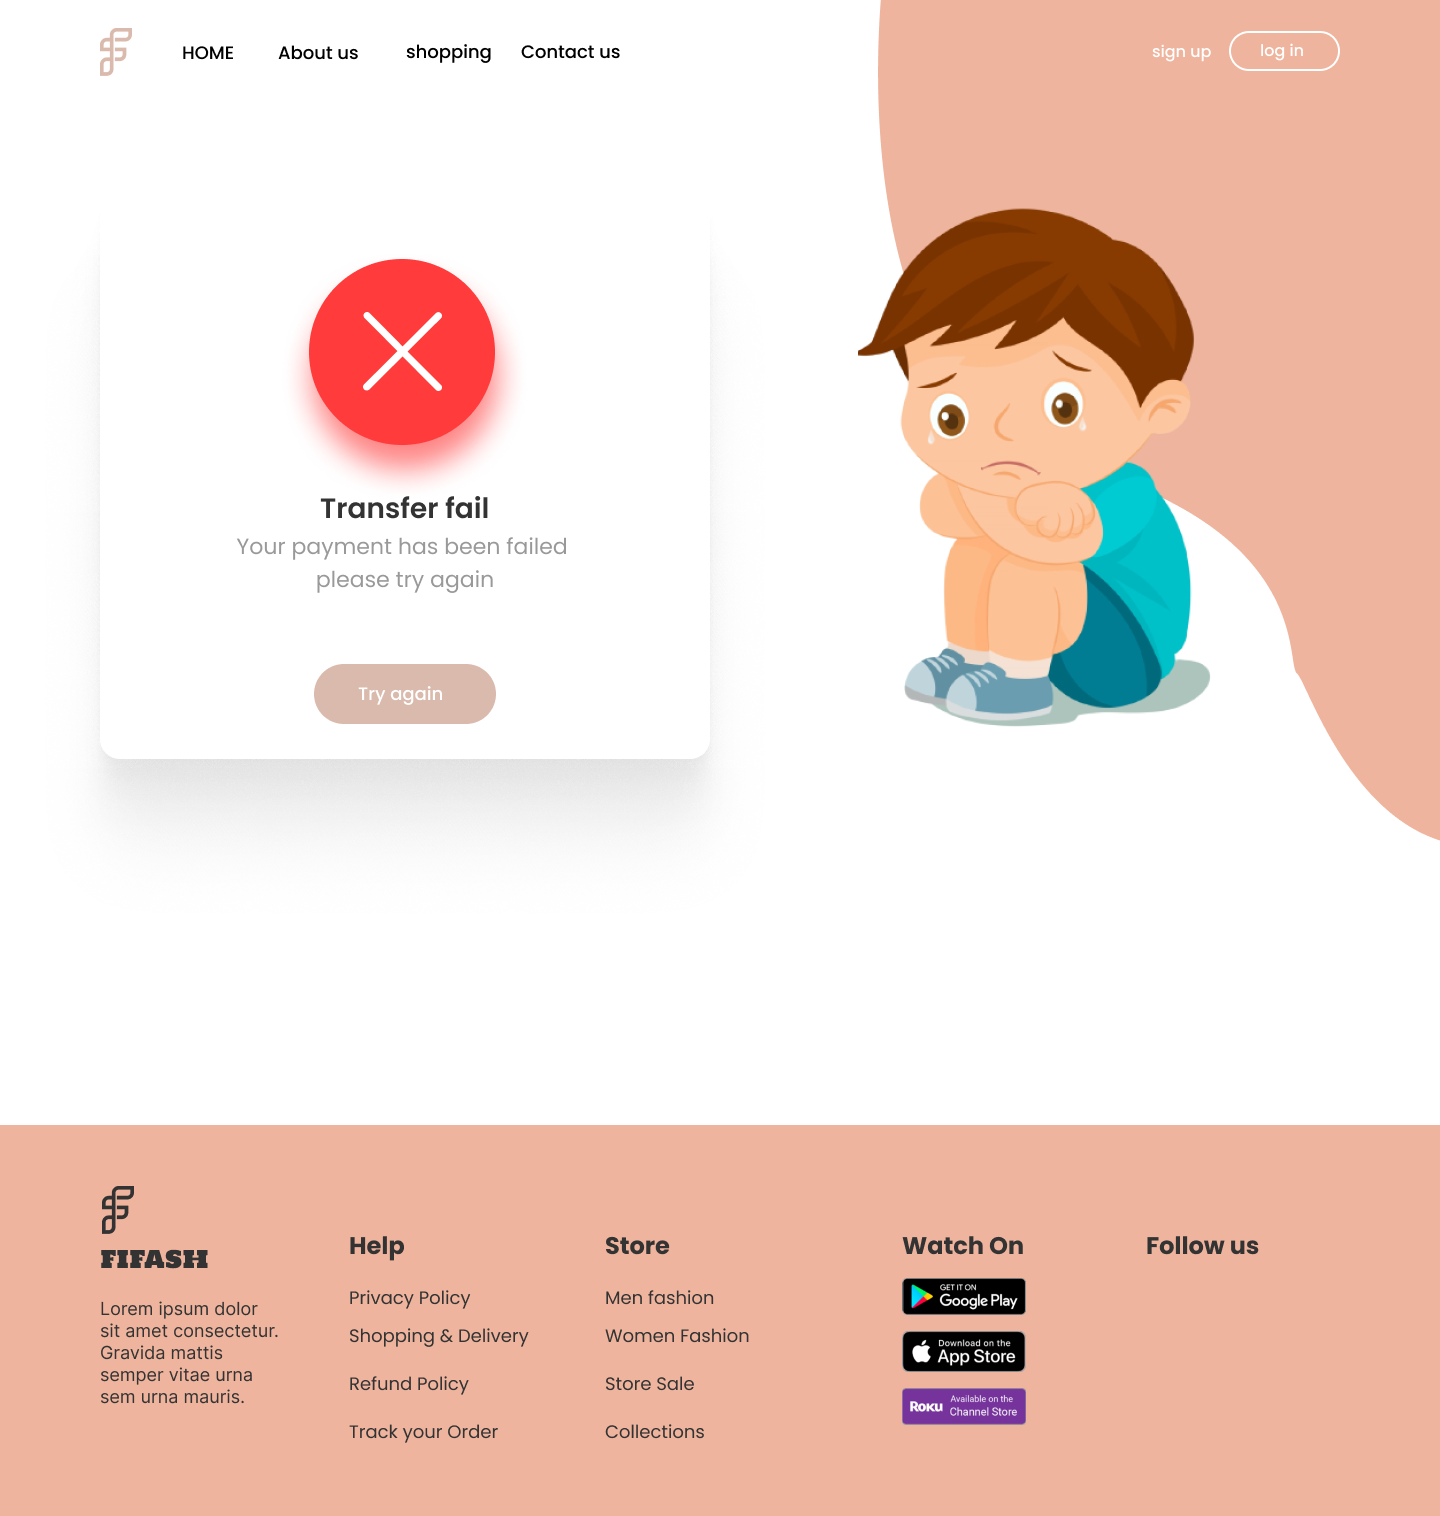 HOME
About us
shopping
Contact us
sign up
log in
Transfer fail
Your payment has been failed
please try again
Try again
FIFASH
Lorem ipsum dolor
sit amet consectetur.
Gravida mattis
semper vitae urna
sem urna mauris.
Help
Privacy Policy
Shopping & Delivery
Refund Policy
Track your Order
Store
Men fashion
Women Fashion
Store Sale
Collections
Watch On
GET IT ON
Google Play
Download on the
App Store
ROKU
Available on the
Channel Store
Follow us